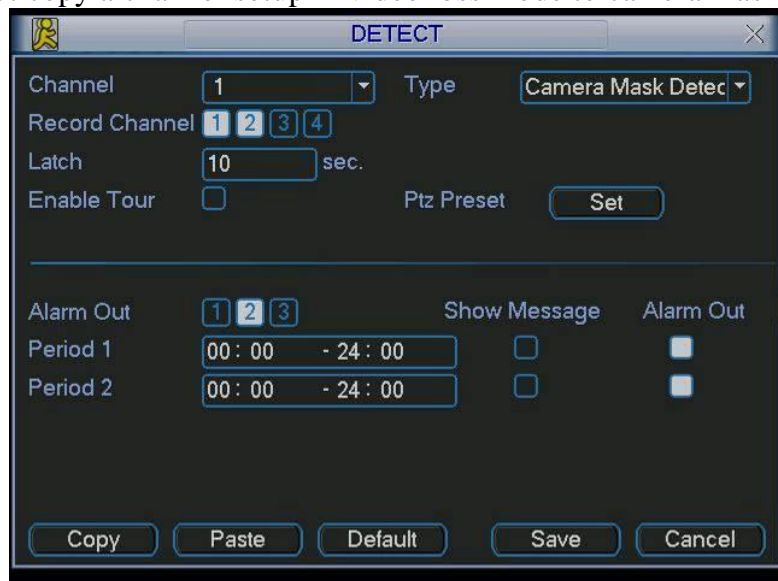 DETECT
Channel 1 Type Camera Mask Detec
Record Channel 1 2 3 4
Latch 10 sec.
Enable Tour Ptz Preset Set
Alarm Out 1 2 3 Show Message Alarm Out
Period 1 00 : 00 - 24 : 00
Period 2 00 : 00 - 24 : 00
Copy Paste Default Save Cancel